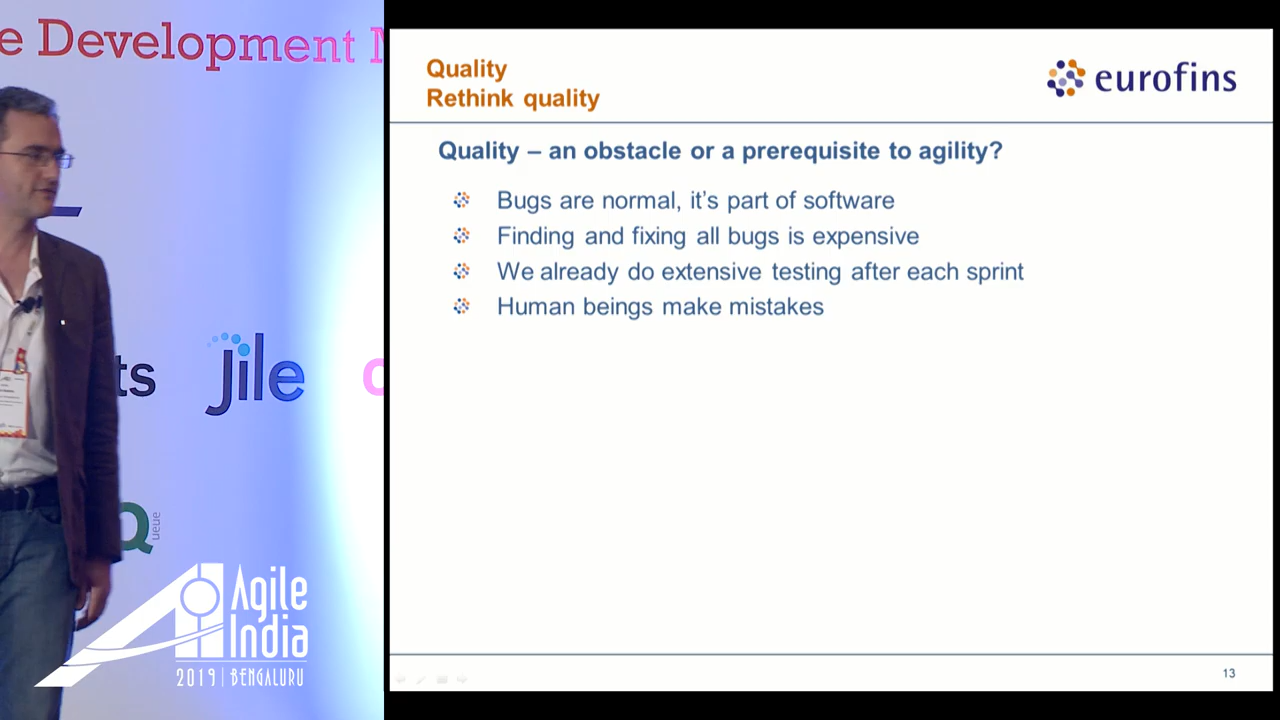 e Development M
ts
Jile
Q
ueue
Agile
India
2019 | BENGALURU
Quality
Rethink quality
eurofins
Quality – an obstacle or a prerequisite to agility?
Bugs are normal, it's part of software
Finding and fixing all bugs is expensive
We already do extensive testing after each sprint
Human beings make mistakes
13